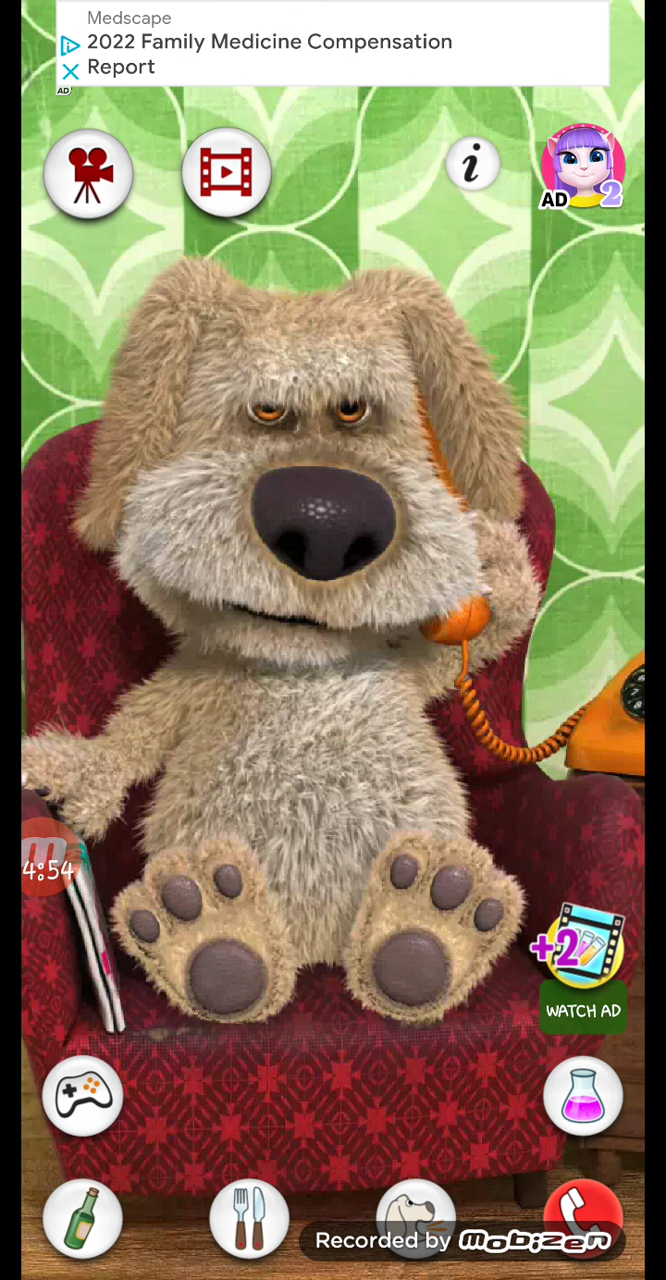 Medscape
2022 Family Medicine Compensation
Report
AD
i
AD 2
4:54
+2
WATCH AD
Recorded by Mobizen